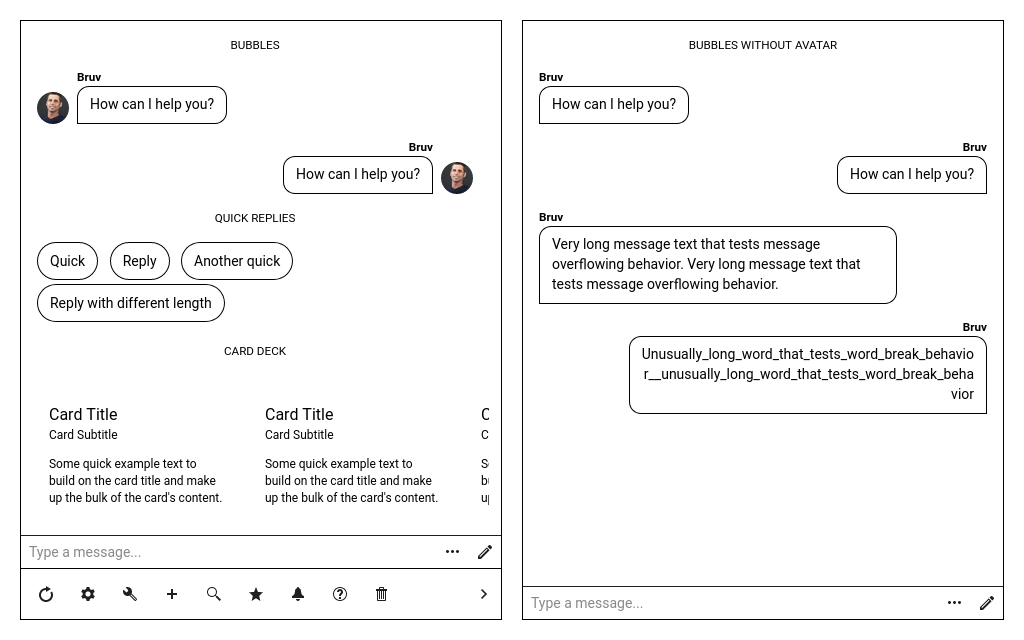 BUBBLES
Bruv
How can I help you?
Bruv
How can I help you?
QUICK REPLIES
Quick
Reply
Another quick
Reply with different length
CARD DECK
Card Title
Card Subtitle
Some quick example text to
build on the card title and make
up the bulk of the card's content.
Card Title
Card Subtitle
Some quick example text to
build on the card title and make
up the bulk of the card's content.
Type a message...
BUBBLES WITHOUT AVATAR
Bruv
How can I help you?
Bruv
How can I help you?
Bruv
Very long message text that tests message
overflowing behavior. Very long message text that
tests message overflowing behavior.
Bruv
Unusually_long_word_that_tests_word_break_behavio
r__unusually_long_word_that_tests_word_break_beha
vior
Type a message...